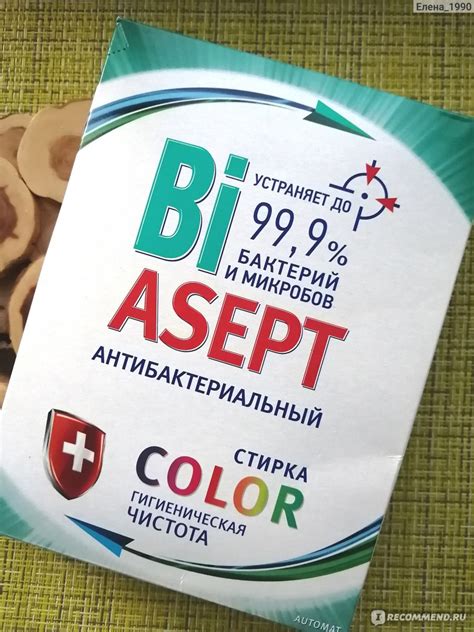 Елена_1990
Bi
УСТРАНЯЕТ ДО
99,9%
БАКТЕРИЙ
И МИКРОБОВ
ASEPT
АНТИБАКТЕРИАЛЬНЫЙ
СТИРКА
COLOR
ГИГИЕНИЧЕСКАЯ
ЧИСТОТА
AUTOMAT
I RECOMMEND.RU